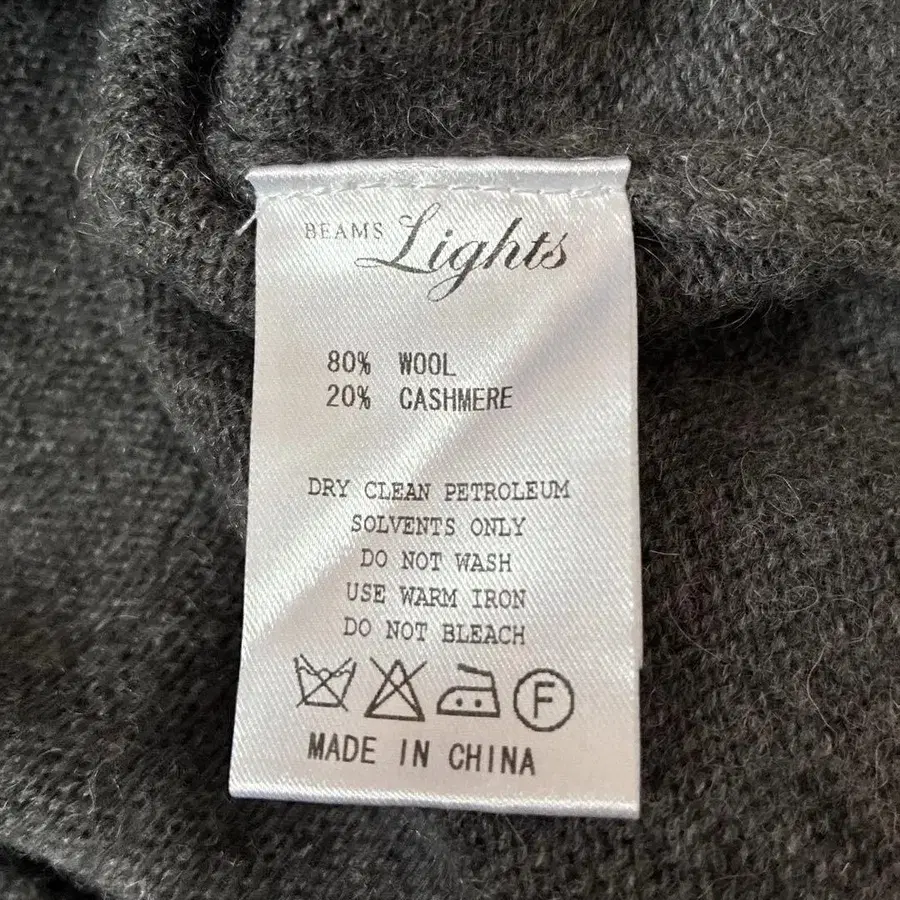 BEAMS Lights
80% WOOL
20% CASHMERE
DRY CLEAN PETROLEUM
SOLVENTS ONLY
DO NOT WASH
USE WARM IRON
DO NOT BLEACH
F
MADE IN CHINA